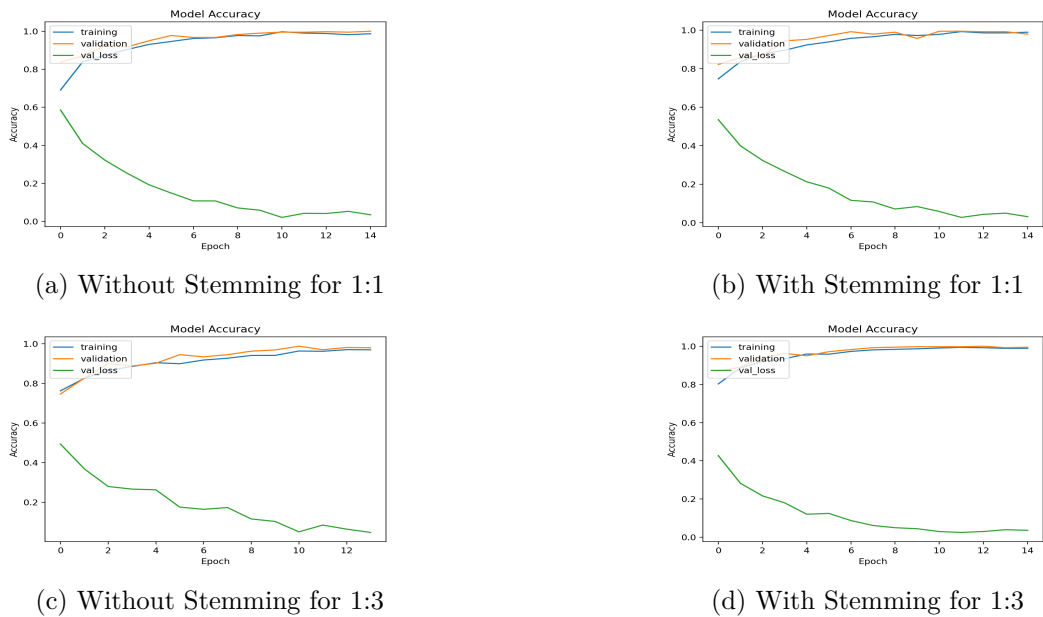 Model Accuracy
training
validation
val_loss
Accuracy
1.0
0.8
0.6
0.4
0.2
0.0
0 2 4 6 8 10 12 14
Epoch
(a) Without Stemming for 1:1
Model Accuracy
training
validation
val_loss
Accuracy
1.0
0.8
0.6
0.4
0.2
0.0
0 2 4 6 8 10 12 14
Epoch
(b) With Stemming for 1:1
Model Accuracy
training
validation
val_loss
Accuracy
1.0
0.8
0.6
0.4
0.2
0 2 4 6 8 10 12
Epoch
(c) Without Stemming for 1:3
Model Accuracy
training
validation
val_loss
Accuracy
1.0
0.8
0.6
0.4
0.2
0.0
0 2 4 6 8 10 12 14
Epoch
(d) With Stemming for 1:3